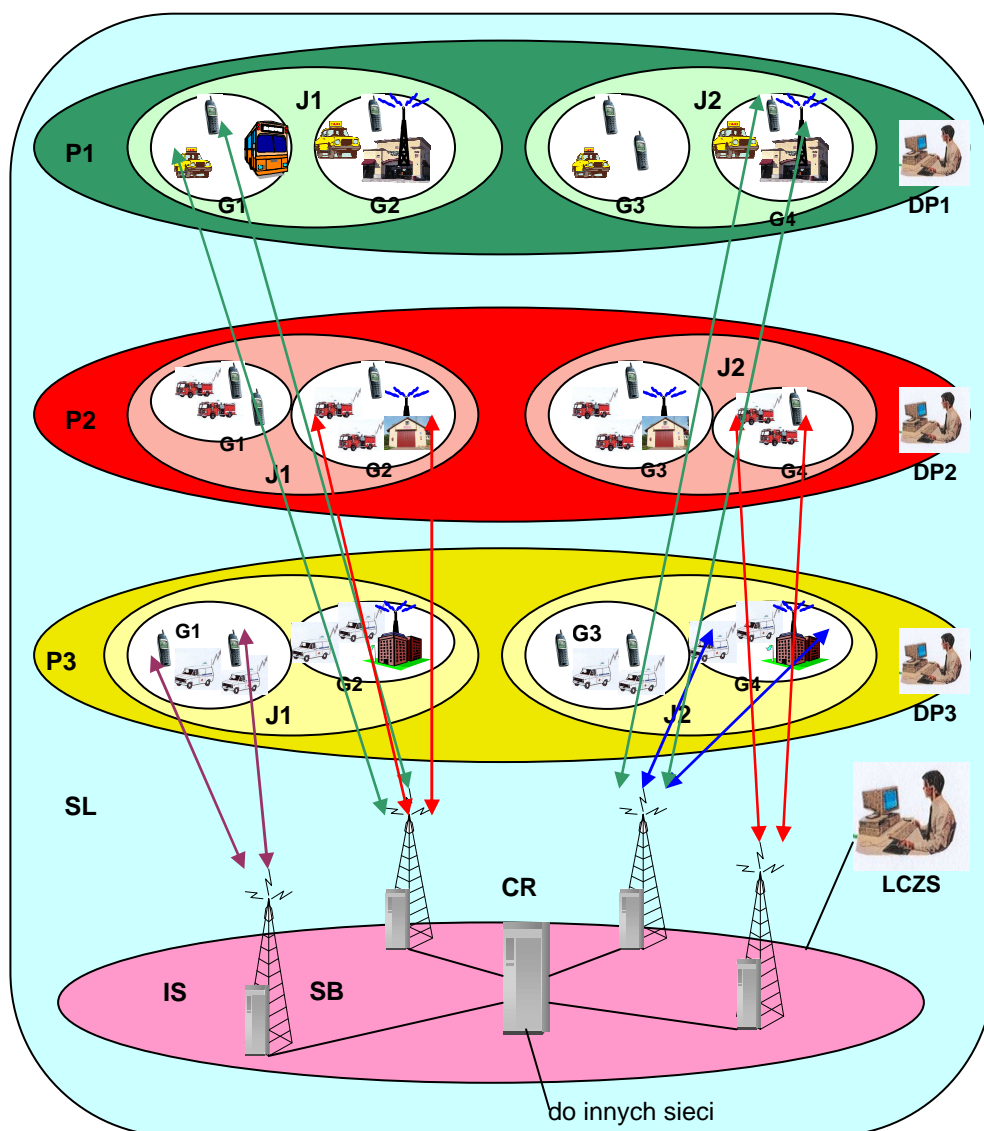 J1
J2
P1
G1
G2
G3
G4
DP1
J2
P2
G1
G2
G3
G4
J1
DP2
G1
G3
P3
G2
G4
J1
J2
DP3
SL
LCZS
CR
IS
SB
do innych sieci